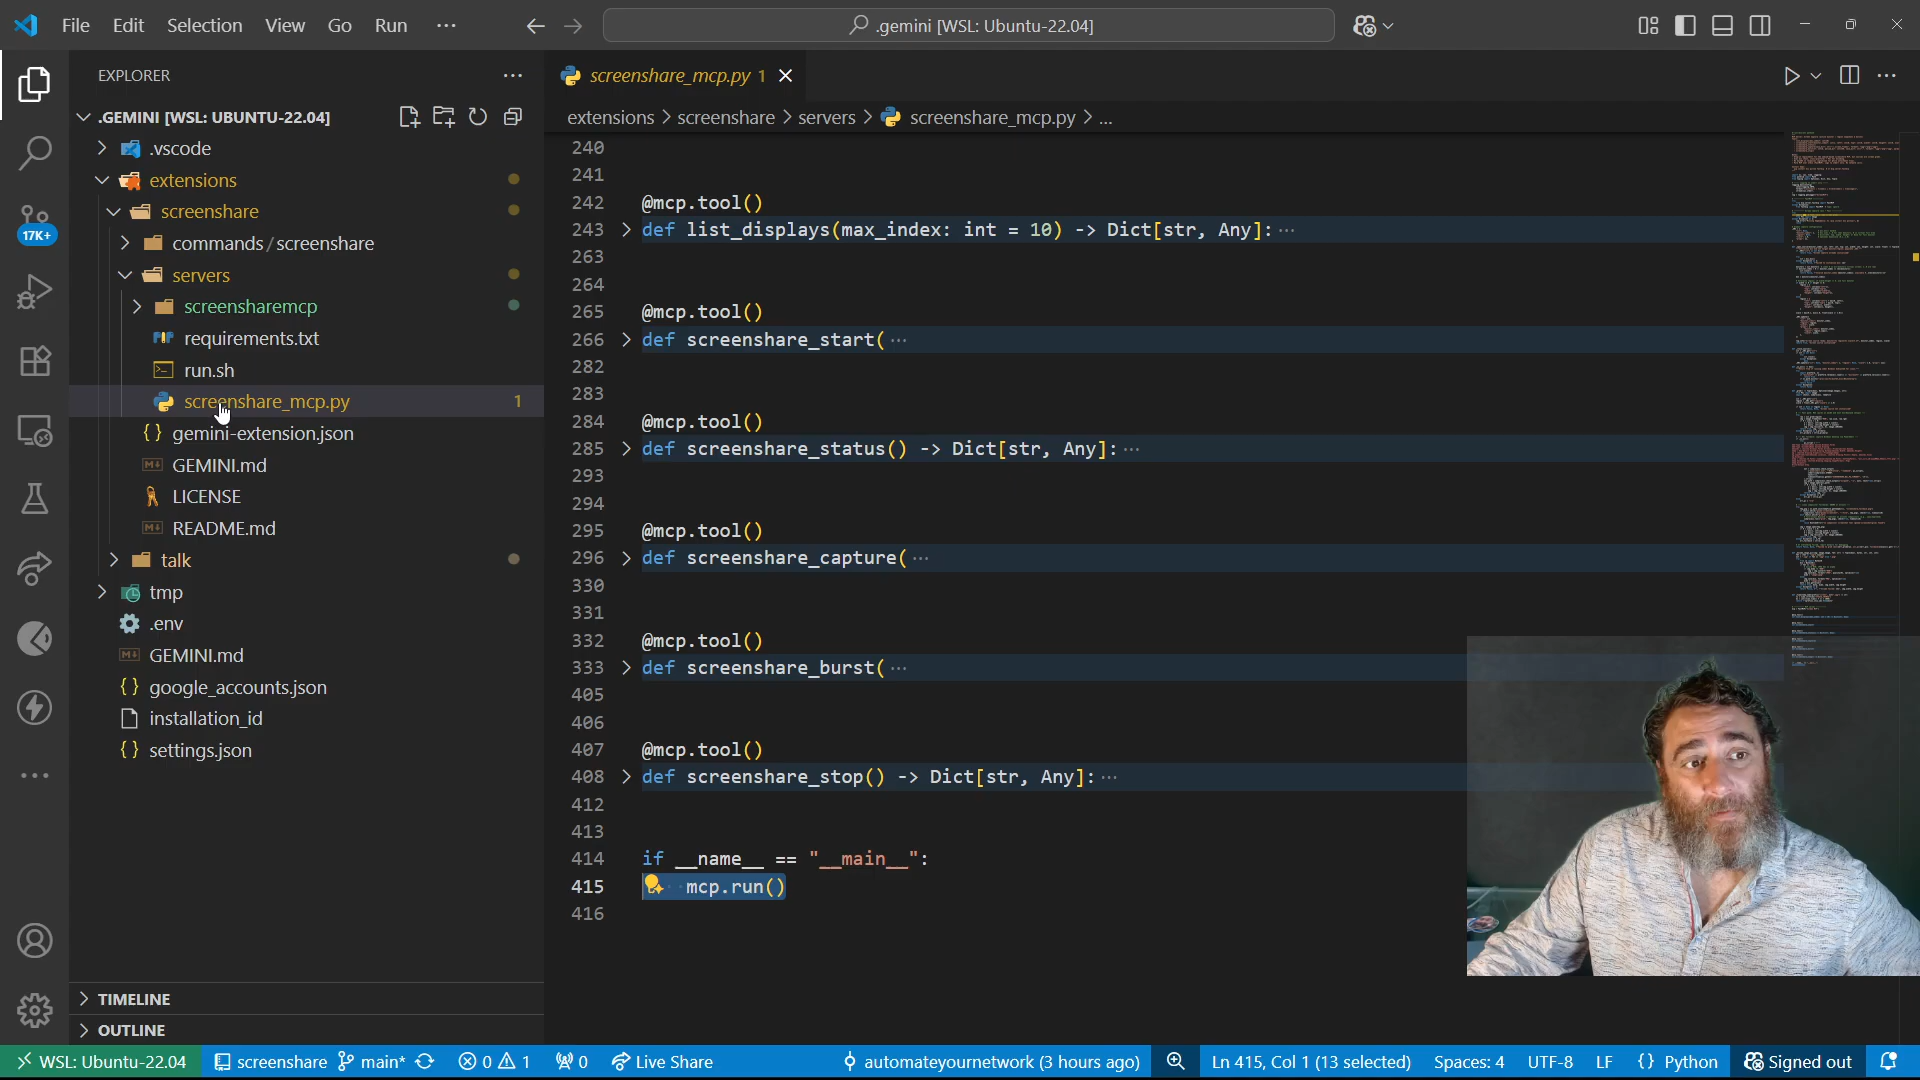 File Edit Selection View Go Run ···
.gemini [WSL: Ubuntu-22.04]
EXPLORER
.GEMINI [WSL: UBUNTU-22.04]
.vscode
extensions
screenshare
commands / screenshare
servers
screensharemcp
requirements.txt
run.sh
screenshare_mcp.py 1
gemini-extension.json
GEMINI.md
LICENSE
README.md
talk
tmp
.env
GEMINI.md
google_accounts.json
installation_id
settings.json
TIMELINE
OUTLINE
17K+
screenshare_mcp.py 1
extensions > screenshare > servers > screenshare_mcp.py > ...
240
241
242 @mcp.tool()
243 def list_displays(max_index: int = 10) -> Dict[str, Any]: ···
263
264
265 @mcp.tool()
266 def screenshare_start( ···
282
283
284 @mcp.tool()
285 def screenshare_status() -> Dict[str, Any]: ···
293
294
295 @mcp.tool()
296 def screenshare_capture( ···
330
331
332 @mcp.tool()
333 def screenshare_burst( ···
405
406
407 @mcp.tool()
408 def screenshare_stop() -> Dict[str, Any]: ···
412
413
414 if __name__ == "__main__":
415 mcp.run()
416
WSL: Ubuntu-22.04 screenshare main* 0 1 0 Live Share automateyournetwork (3 hours ago) Ln 415, Col 1 (13 selected) Spaces: 4 UTF-8 LF {} Python Signed out